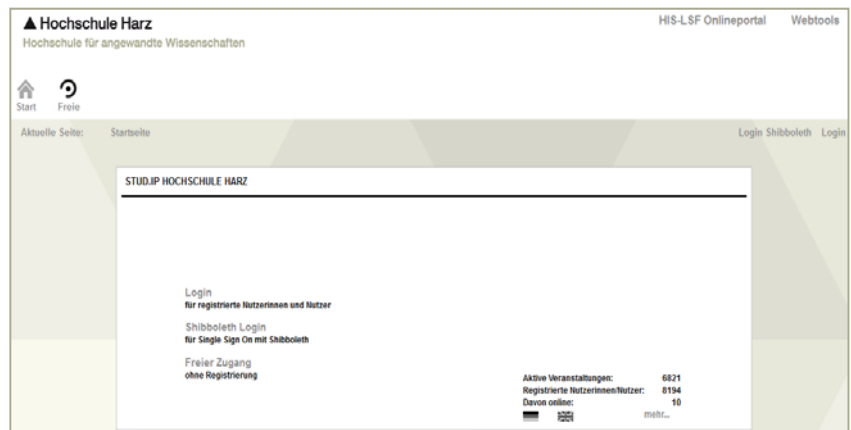 Hochschule Harz
Hochschule für angewandte Wissenschaften
HIS-LSF Onlineportal Webtools
Start Freie
Aktuelle Seite: Startseite
Login Shibboleth Login
STUD.IP HOCHSCHULE HARZ
Login
für registrierte Nutzerinnen und Nutzer
Shibboleth Login
für Single Sign On mit Shibboleth
Freier Zugang
ohne Registrierung
Aktive Veranstaltungen: 6821
Registrierte Nutzerinnen/Nutzer: 8194
Davon online: 10
mehr...